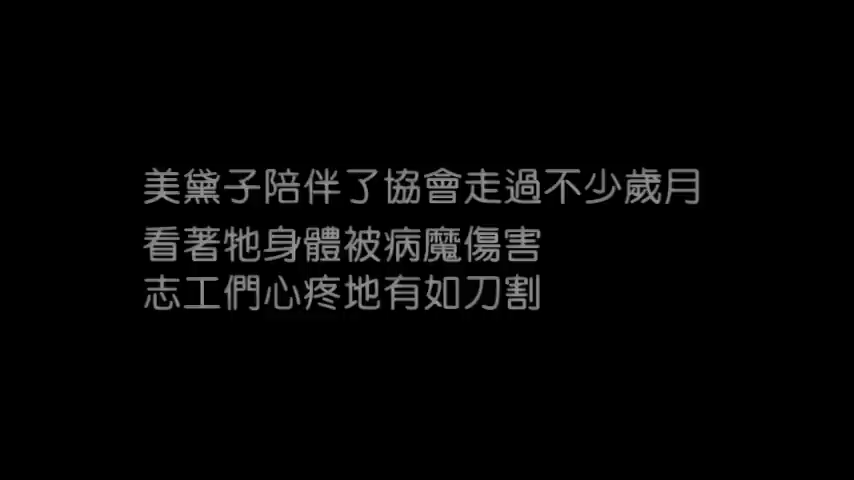 美黛子陪伴了協會走過不少歲月
看著牠身體被病魔傷害
志工們心疼地有如刀割